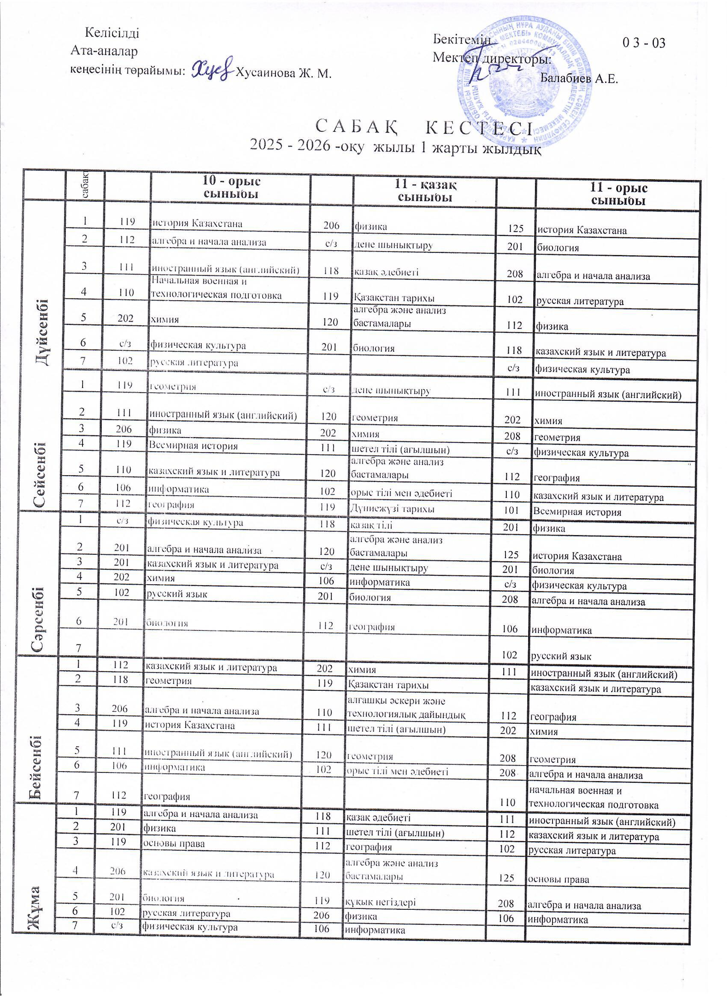 Келісілді
Ата-аналар
кеңесінің төрайымы: Хусаинова Ж. М.
Бекітемін
0 3 - 03
Мектеп директоры:
Балабиев А.Е.
САБАҚ КЕСТЕСІ
2025 - 2026 -оқу жылы 1 жарты жылдық
сабақ 10 - орыс сыныбы 11 - қазақ сыныбы 11 - орыс сыныбы
Дүйсенбі
1 119 история Казахстана 206 физика 125 история Казахстана
2 112 алгебра и начала анализа с/з дене шынықтыру 201 биология
3 111 иностранный язык (английский) 118 қазақ әдебиеті 208 алгебра и начала анализа
4 110 Начальная военная и технологическая подготовка 119 Қазақстан тарихы 102 русская литература
5 202 химия 120 алгебра және анализ бастамалары 112 физика
6 с/з физическая культура 201 биология 118 казахский язык и литература
7 102 русская литература с/з физическая культура
Сейсенбі
1 119 геометрия с/з дене шынықтыру 111 иностранный язык (английский)
2 111 иностранный язык (английский) 120 геометрия 202 химия
3 206 физика 202 химия 208 геометрия
4 119 Всемирная история 111 шетел тілі (ағылшын) с/з физическая культура
5 110 казахский язык и литература 120 алгебра және анализ бастамалары 112 география
6 106 информатика 102 орыс тілі мен әдебиеті 110 казахский язык и литература
7 112 география 119 Дүниежүзі тарихы 101 Всемирная история
Сәрсенбі
1 с/з физическая культура 118 қазақ тілі 201 физика
2 201 алгебра и начала анализа 120 алгебра және анализ бастамалары 125 история Казахстана
3 201 казахский язык и литература с/з дене шынықтыру 201 биология
4 202 химия 106 информатика с/з физическая культура
5 102 русский язык 201 биология 208 алгебра и начала анализа
6 201 биология 112 география 106 информатика
7 102 русский язык
Бейсенбі
1 112 казахский язык и литература 202 химия 111 иностранный язык (английский)
2 118 геометрия 119 Қазақстан тарихы казахский язык и литература
3 206 алгебра и начала анализа 110 алғашқы әскери және технологиялық дайындық 112 география
4 119 история Казахстана 111 шетел тілі (ағылшын) 202 химия
5 111 иностранный язык (английский) 120 геометрия 208 геометрия
6 106 информатика 102 орыс тілі мен әдебиеті 208 алгебра и начала анализа
7 112 география 110 начальная военная и технологическая подготовка
Жұма
1 119 алгебра и начала анализа 118 қазақ әдебиеті 111 иностранный язык (английский)
2 201 физика 111 шетел тілі (ағылшын) 112 казахский язык и литература
3 119 основы права 112 география 102 русская литература
4 206 казахский язык и литература 120 алгебра және анализ бастамалары 125 основы права
5 201 биология 119 құқық негіздері 208 алгебра и начала анализа
6 102 русская литература 206 физика 106 информатика
7 с/з физическая культура 106 информатика